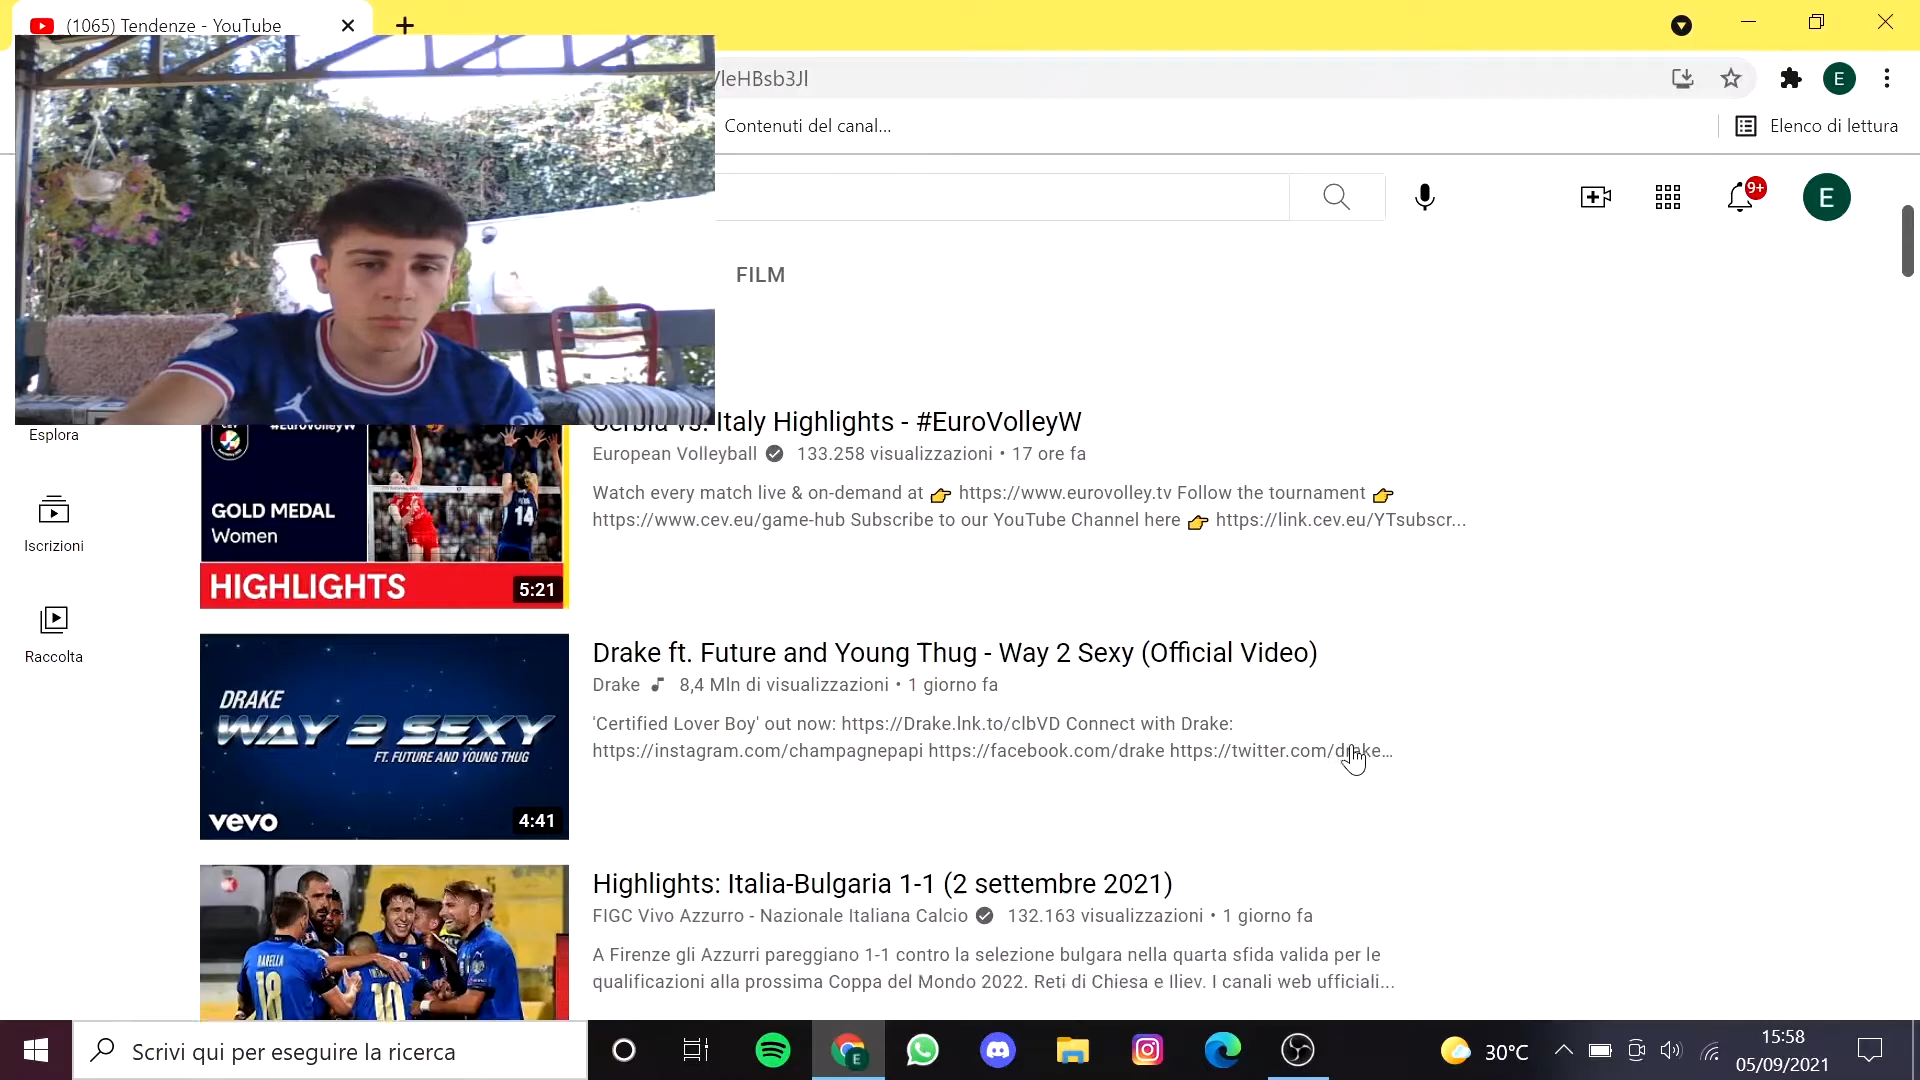 (1065) Tendenze - YouTube
/leHBsb3Jl
Contenuti del canal...
Elenco di lettura
9+
E
FILM
Esplora
Iscrizioni
Raccolta
#EuroVolleyW
GOLD MEDAL
Women
14
HIGHLIGHTS
5:21
Serbia vs. Italy Highlights - #EuroVolleyW
European Volleyball 133.258 visualizzazioni • 17 ore fa
Watch every match live & on-demand at 👉 https://www.eurovolley.tv Follow the tournament 👉
https://www.cev.eu/game-hub Subscribe to our YouTube Channel here 👉 https://link.cev.eu/YTsubscr...
DRAKE
WAY 2 SEXY
FT. FUTURE AND YOUNG THUG
vevo
4:41
Drake ft. Future and Young Thug - Way 2 Sexy (Official Video)
Drake 8,4 Mln di visualizzazioni • 1 giorno fa
'Certified Lover Boy' out now: https://Drake.lnk.to/clbVD Connect with Drake:
https://instagram.com/champagnepapi https://facebook.com/drake https://twitter.com/drake...
BARELLA
18
10
Highlights: Italia-Bulgaria 1-1 (2 settembre 2021)
FIGC Vivo Azzurro - Nazionale Italiana Calcio 132.163 visualizzazioni • 1 giorno fa
A Firenze gli Azzurri pareggiano 1-1 contro la selezione bulgara nella quarta sfida valida per le
qualificazioni alla prossima Coppa del Mondo 2022. Reti di Chiesa e Iliev. I canali web ufficiali...
Scrivi qui per eseguire la ricerca
30°C
15:58
05/09/2021